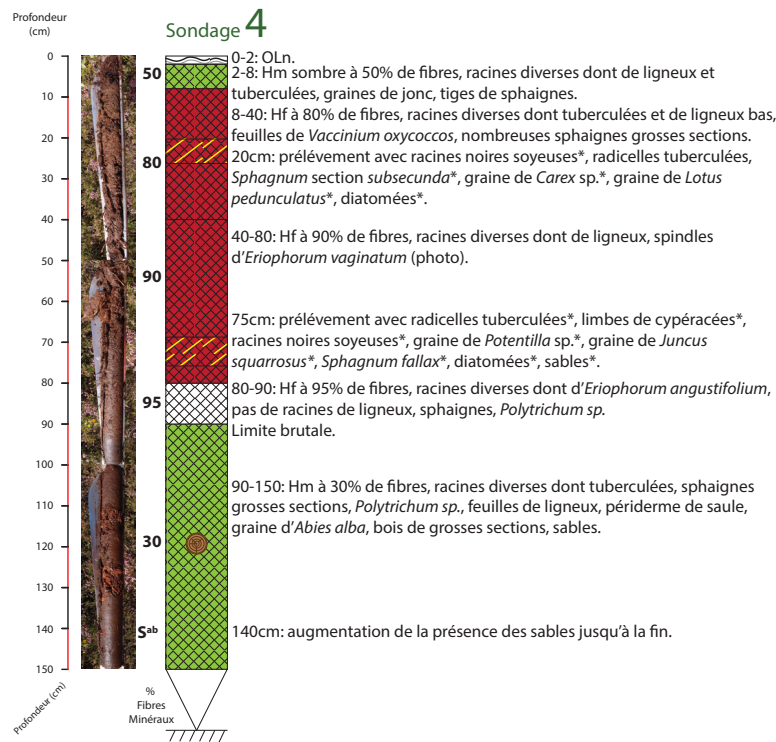 Profondeur
(cm)
Sondage 4
0
10
20
30
40
50
60
70
80
90
100
110
120
130
140
150
Profondeur (cm)
50
80
90
95
30
Sab
%
Fibres
Minéraux
0-2: OLn.
2-8: Hm sombre à 50% de fibres, racines diverses dont de ligneux et
tuberculées, graines de jonc, tiges de sphaignes.
8-40: Hf à 80% de fibres, racines diverses dont tuberculées et de ligneux bas,
feuilles de Vaccinium oxycoccos, nombreuses sphaignes grosses sections.
20cm: prélévement avec racines noires soyeuses*, radicelles tuberculées,
Sphagnum section subsecunda*, graine de Carex sp.*, graine de Lotus
pedunculatus*, diatomées*.
40-80: Hf à 90% de fibres, racines diverses dont de ligneux, spindles
d'Eriophorum vaginatum (photo).
75cm: prélévement avec radicelles tuberculées*, limbes de cypéracées*,
racines noires soyeuses*, graine de Potentilla sp.*, graine de Juncus
squarrosus*, Sphagnum fallax*, diatomées*, sables*.
80-90: Hf à 95% de fibres, racines diverses dont d'Eriophorum angustifolium,
pas de racines de ligneux, sphaignes, Polytrichum sp.
Limite brutale.
90-150: Hm à 30% de fibres, racines diverses dont tuberculées, sphaignes
grosses sections, Polytrichum sp., feuilles de ligneux, périderme de saule,
graine d'Abies alba, bois de grosses sections, sables.
140cm: augmentation de la présence des sables jusqu'à la fin.